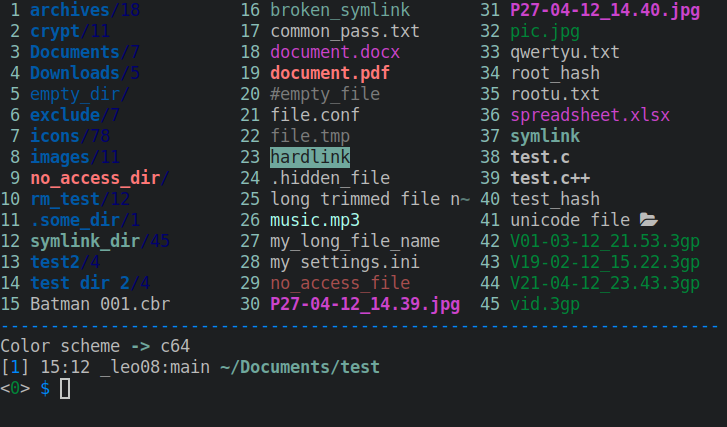 1 archives/18 16 broken_symlink 31 P27-04-12_14.40.jpg
2 crypt/11 17 common_pass.txt 32 pic.jpg
3 Documents/7 18 document.docx 33 qwertyu.txt
4 Downloads/5 19 document.pdf 34 root_hash
5 empty_dir/ 20 #empty_file 35 rootu.txt
6 exclude/7 21 file.conf 36 spreadsheet.xlsx
7 icons/78 22 file.tmp 37 symlink
8 images/11 23 hardlink 38 test.c
9 no_access_dir/ 24 .hidden_file 39 test.c++
10 rm_test/12 25 long trimmed file n~ 40 test_hash
11 .some_dir/1 26 music.mp3 41 unicode file
12 symlink_dir/45 27 my_long_file_name 42 V01-03-12_21.53.3gp
13 test2/4 28 my settings.ini 43 V19-02-12_15.22.3gp
14 test dir 2/4 29 no_access_file 44 V21-04-12_23.43.3gp
15 Batman 001.cbr 30 P27-04-12_14.39.jpg 45 vid.3gp
Color scheme -> c64
[1] 15:12 _leo08:main ~/Documents/test
<0> $